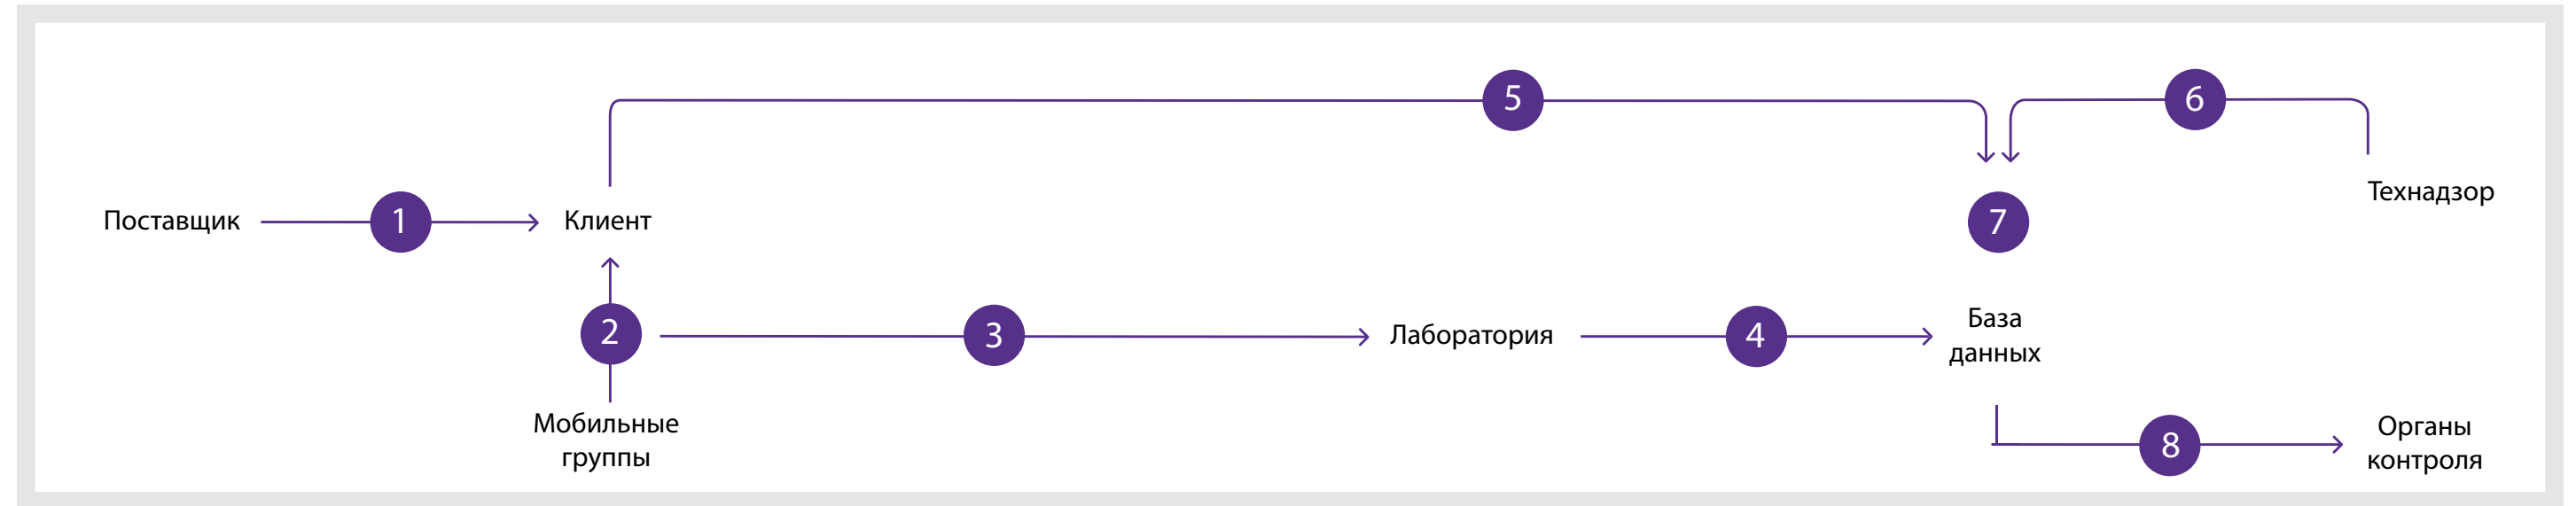 5
6
Технадзор
Поставщик
1
Клиент
7
2
3
Лаборатория
4
База
данных
Мобильные
группы
8
Органы
контроля